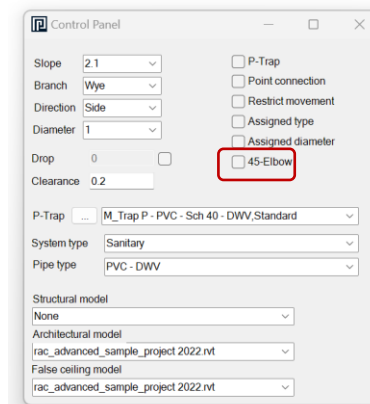 Control Panel
Slope 2.1
Branch Wye
Direction Side
Diameter 1
Drop 0
Clearance 0.2
P-Trap
Point connection
Restrict movement
Assigned type
Assigned diameter
45-Elbow
P-Trap ... M_Trap P - PVC - Sch 40 - DWV,Standard
System type Sanitary
Pipe type PVC - DWV
Structural model
None
Architectural model
rac_advanced_sample_project 2022.rvt
False ceiling model
rac_advanced_sample_project 2022.rvt